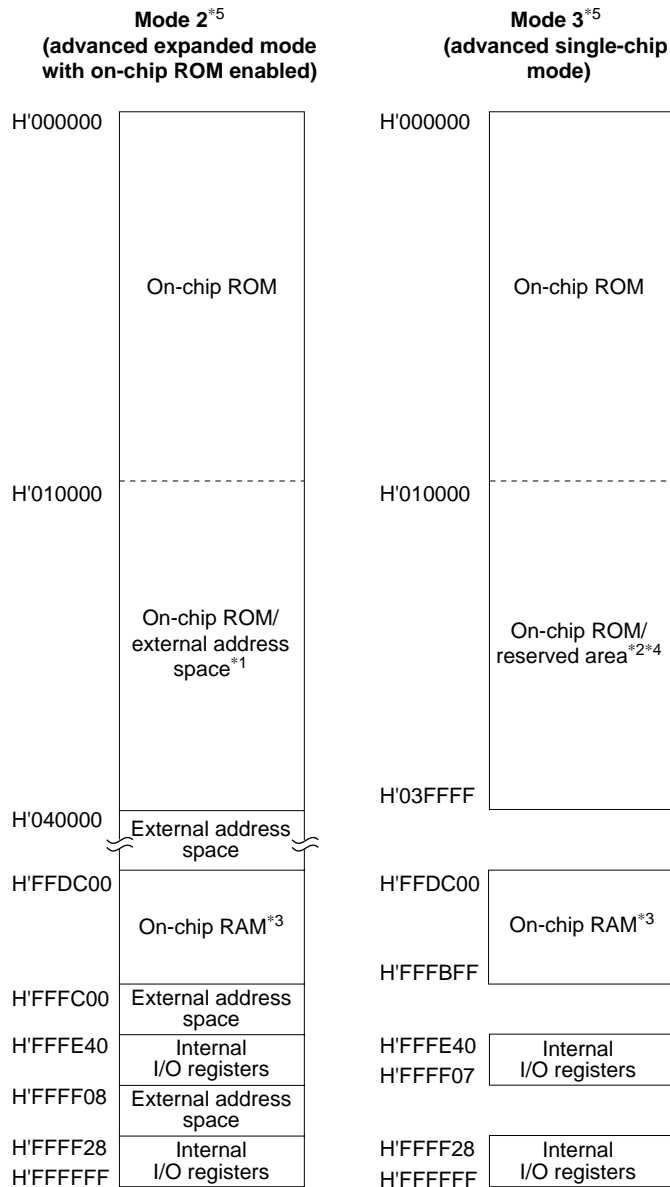 Mode 2*5
(advanced expanded mode
with on-chip ROM enabled)
H'000000
On-chip ROM
H'010000
On-chip ROM/
external address
space*1
H'040000
External address
space
H'FFDC00
On-chip RAM*3
H'FFFC00
External address
space
H'FFFE40
Internal
I/O registers
H'FFFF08
External address
space
H'FFFF28
Internal
I/O registers
H'FFFFFF
Mode 3*5
(advanced single-chip
mode)
H'000000
On-chip ROM
H'010000
On-chip ROM/
reserved area*2*4
H'03FFFF
H'FFDC00
On-chip RAM*3
H'FFFBFF
H'FFFE40
Internal
I/O registers
H'FFFF07
H'FFFF28
Internal
I/O registers
H'FFFFFF